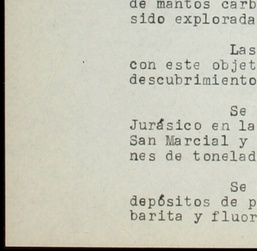 de mantos carb
sido explorada
Las
con este objet
descubrimiento
Se
Jurásico en la
San Marcial y
nes de tonelad
Se
depósitos de p
barita y fluor